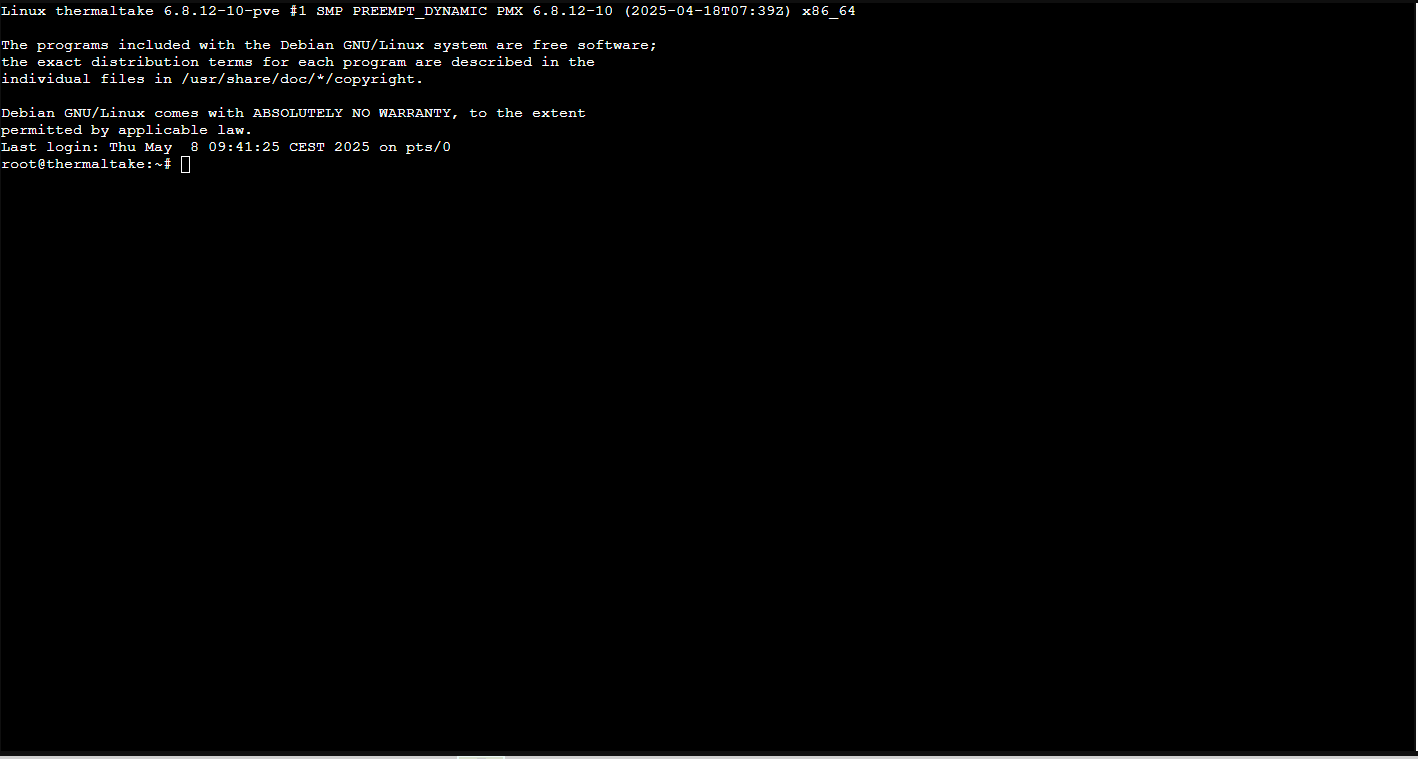 Linux thermaltake 6.8.12-10-pve #1 SMP PREEMPT_DYNAMIC PMX 6.8.12-10 (2025-04-18T07:39Z) x86_64
The programs included with the Debian GNU/Linux system are free software;
the exact distribution terms for each program are described in the
individual files in /usr/share/doc/*/copyright.
Debian GNU/Linux comes with ABSOLUTELY NO WARRANTY, to the extent
permitted by applicable law.
Last login: Thu May  8 09:41:25 CEST 2025 on pts/0
root@thermaltake:~#